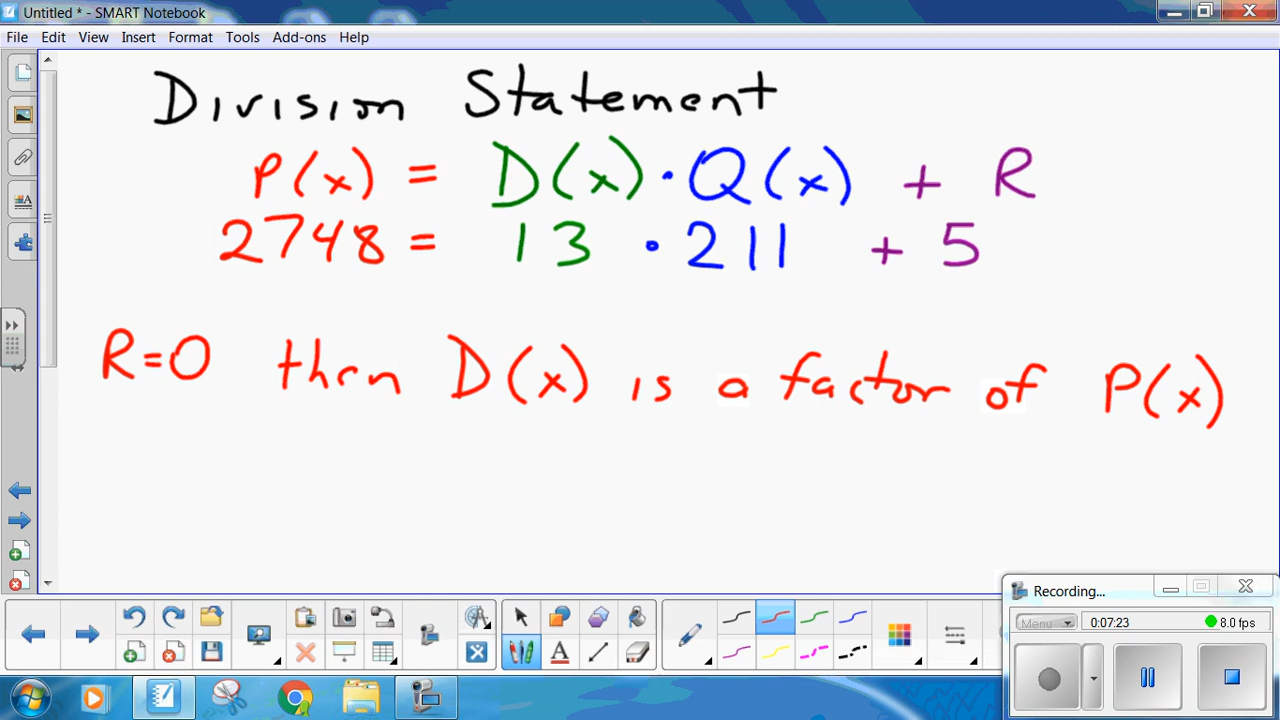 Untitled * - SMART Notebook
File Edit View Insert Format Tools Add-ons Help
Division Statement
P(x) = D(x) · Q(x) + R
2748 = 13 · 211 + 5
R=0 then D(x) is a factor of P(x)
Recording...
Menu 0:07:23 8.0 fps